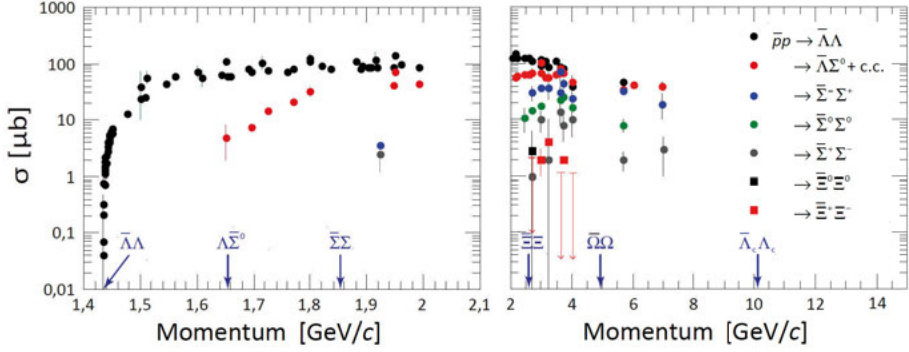 1000
100
10
1
0,1
0,01
σ [μb]
Λ̄Λ
ΛΣ̄⁰
Σ̄Σ
1,4 1,5 1,6 1,7 1,8 1,9 2 2,1
Momentum [GeV/c]
p̄p → Λ̄Λ
→ Λ̄Σ⁰ + c.c.
→ Σ̄⁻Σ⁺
→ Σ̄⁰Σ⁰
→ Σ̄⁺Σ⁻
→ Ξ̄⁰Ξ⁰
→ Ξ̄⁺Ξ⁻
Ξ̄Ξ
Ω̄Ω
Λ̄cΛc
2 4 6 8 10 12 14
Momentum [GeV/c]